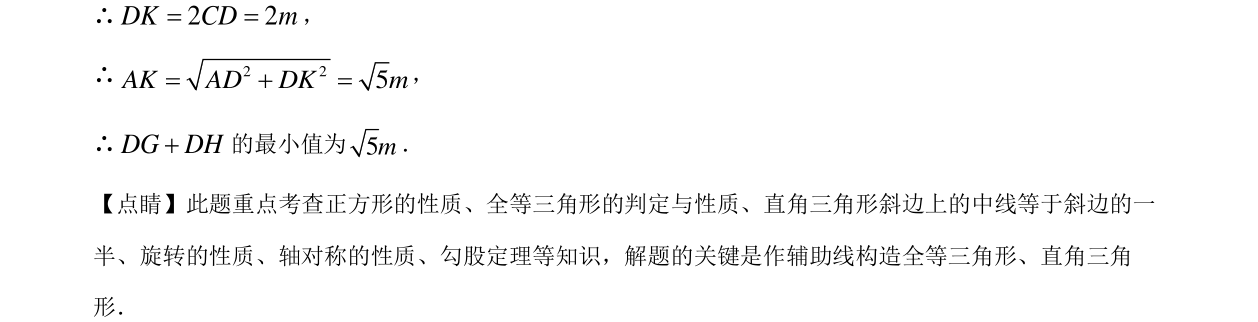 ∴ DK = 2CD = 2m，
∴ AK = √(AD² + DK²) = √5m，
∴ DG + DH 的最小值为√5m．
【点睛】此题重点考查正方形的性质、全等三角形的判定与性质、直角三角形斜边上的中线等于斜边的一
半、旋转的性质、轴对称的性质、勾股定理等知识，解题的关键是作辅助线构造全等三角形、直角三角
形．